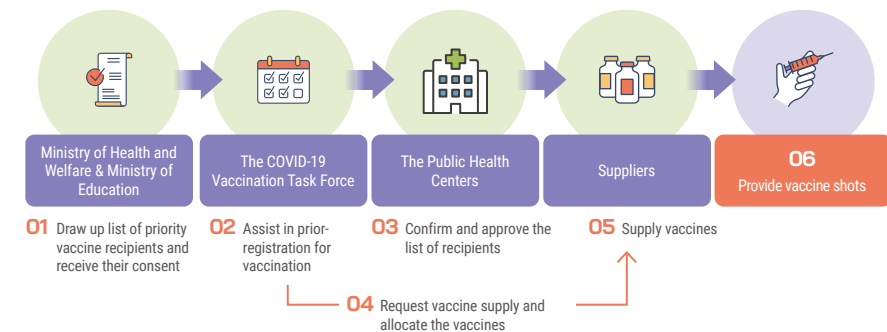 Ministry of Health and
Welfare & Ministry of
Education
The COVID-19
Vaccination Task Force
The Public Health
Centers
Suppliers
06
Provide vaccine shots
01 Draw up list of priority
vaccine recipients and
receive their consent
02 Assist in prior-
registration for
vaccination
03 Confirm and approve the
list of recipients
05 Supply vaccines
04 Request vaccine supply and
allocate the vaccines